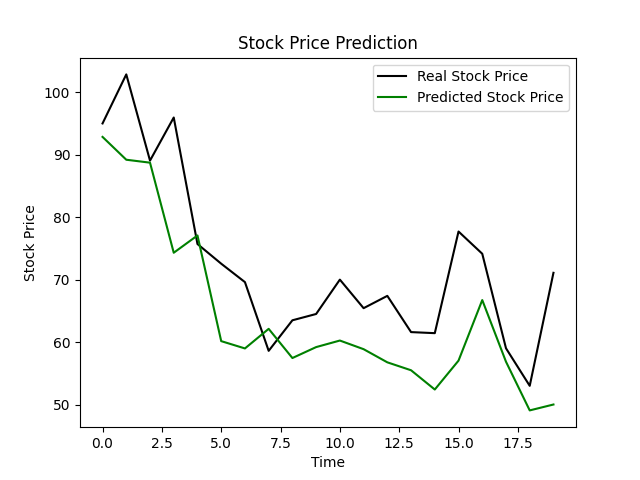 Stock Price Prediction
Real Stock Price
Predicted Stock Price
Stock Price
100
90
80
70
60
50
0.0 2.5 5.0 7.5 10.0 12.5 15.0 17.5
Time